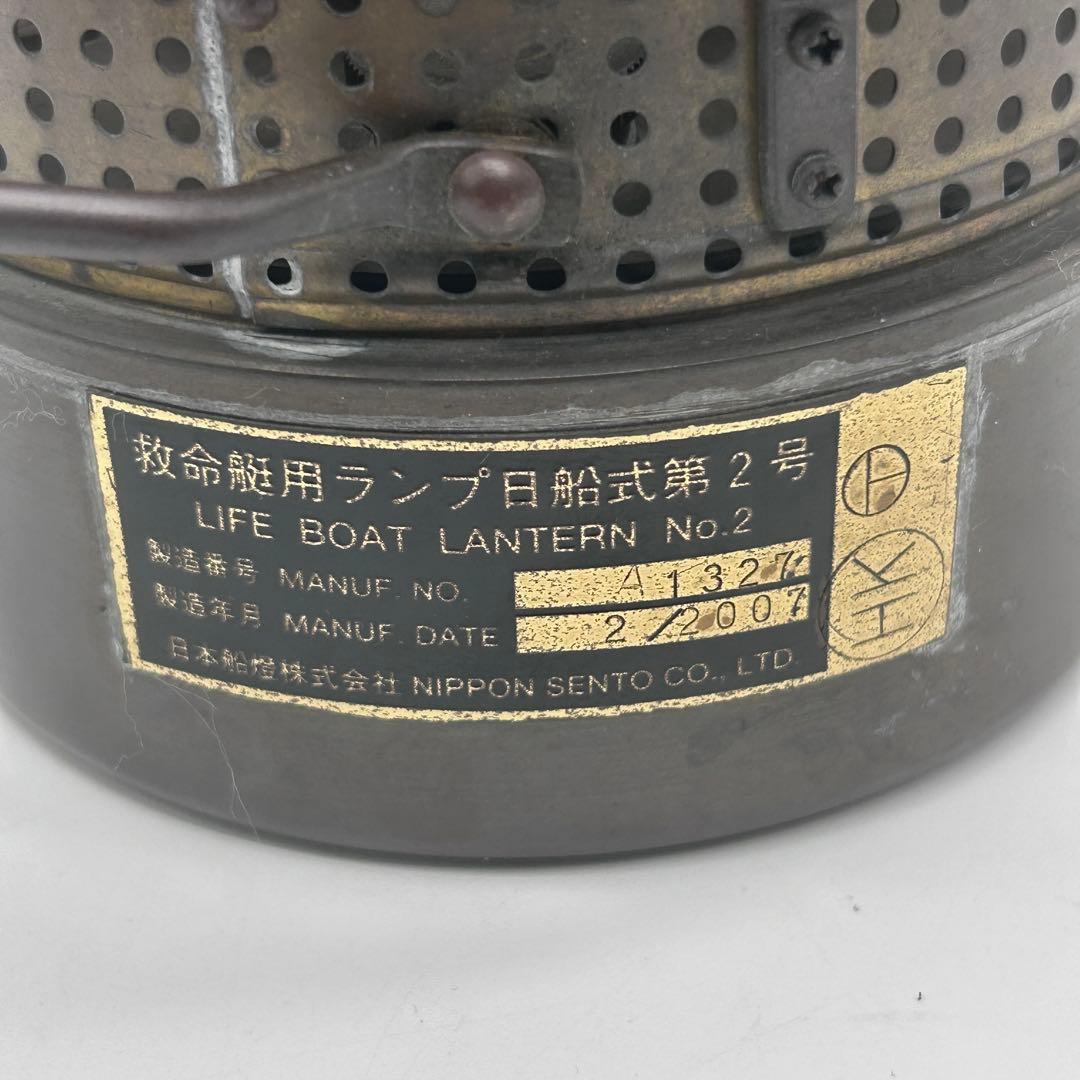 救命艇用ランプ日船式第2号
LIFE BOAT LANTERN No.2
製造番号 MANUF. NO. A1327
製造年月 MANUF. DATE 2/2007
日本船燈株式会社 NIPPON SENTO CO., LTD.
HK